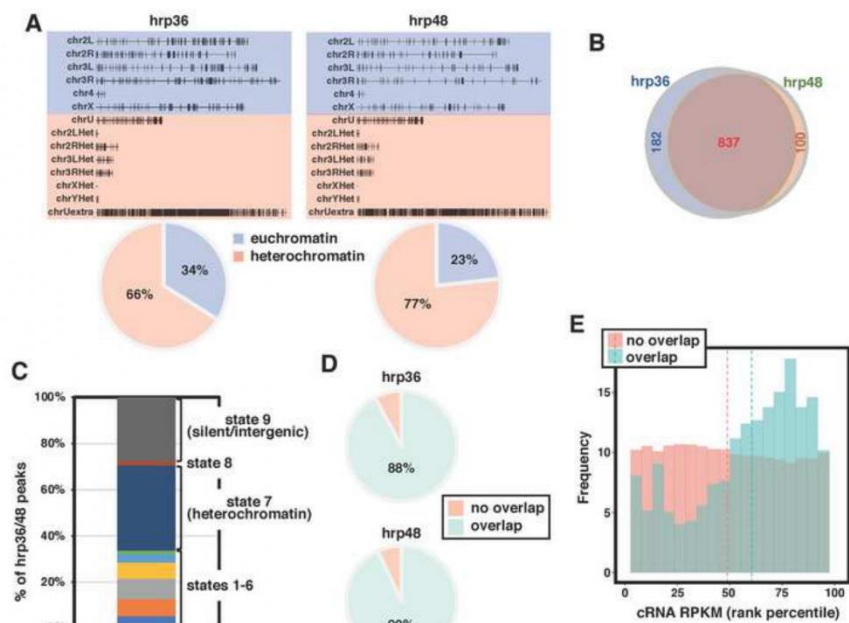 A
hrp36
hrp48
chr2L
chr2R
chr3L
chr3R
chr4
chrX
chrU
chr2LHet
chr2RHet
chr3LHet
chr3RHet
chrXHet
chrYHet
chrUextra
chr2L
chr2R
chr3L
chr3R
chr4
chrX
chrU
chr2LHet
chr2RHet
chr3LHet
chr3RHet
chrXHet
chrYHet
chrUextra
34%
66%
euchromatin
heterochromatin
23%
77%
B
hrp36
hrp48
182
837
100
C
% of hrp36/48 peaks
100%
80%
60%
40%
20%
state 9
(silent/intergenic)
state 8
state 7
(heterochromatin)
states 1-6
D
hrp36
88%
no overlap
overlap
hrp48
E
no overlap
overlap
Frequency
15
10
5
0
0
25
50
75
100
cRNA RPKM (rank percentile)